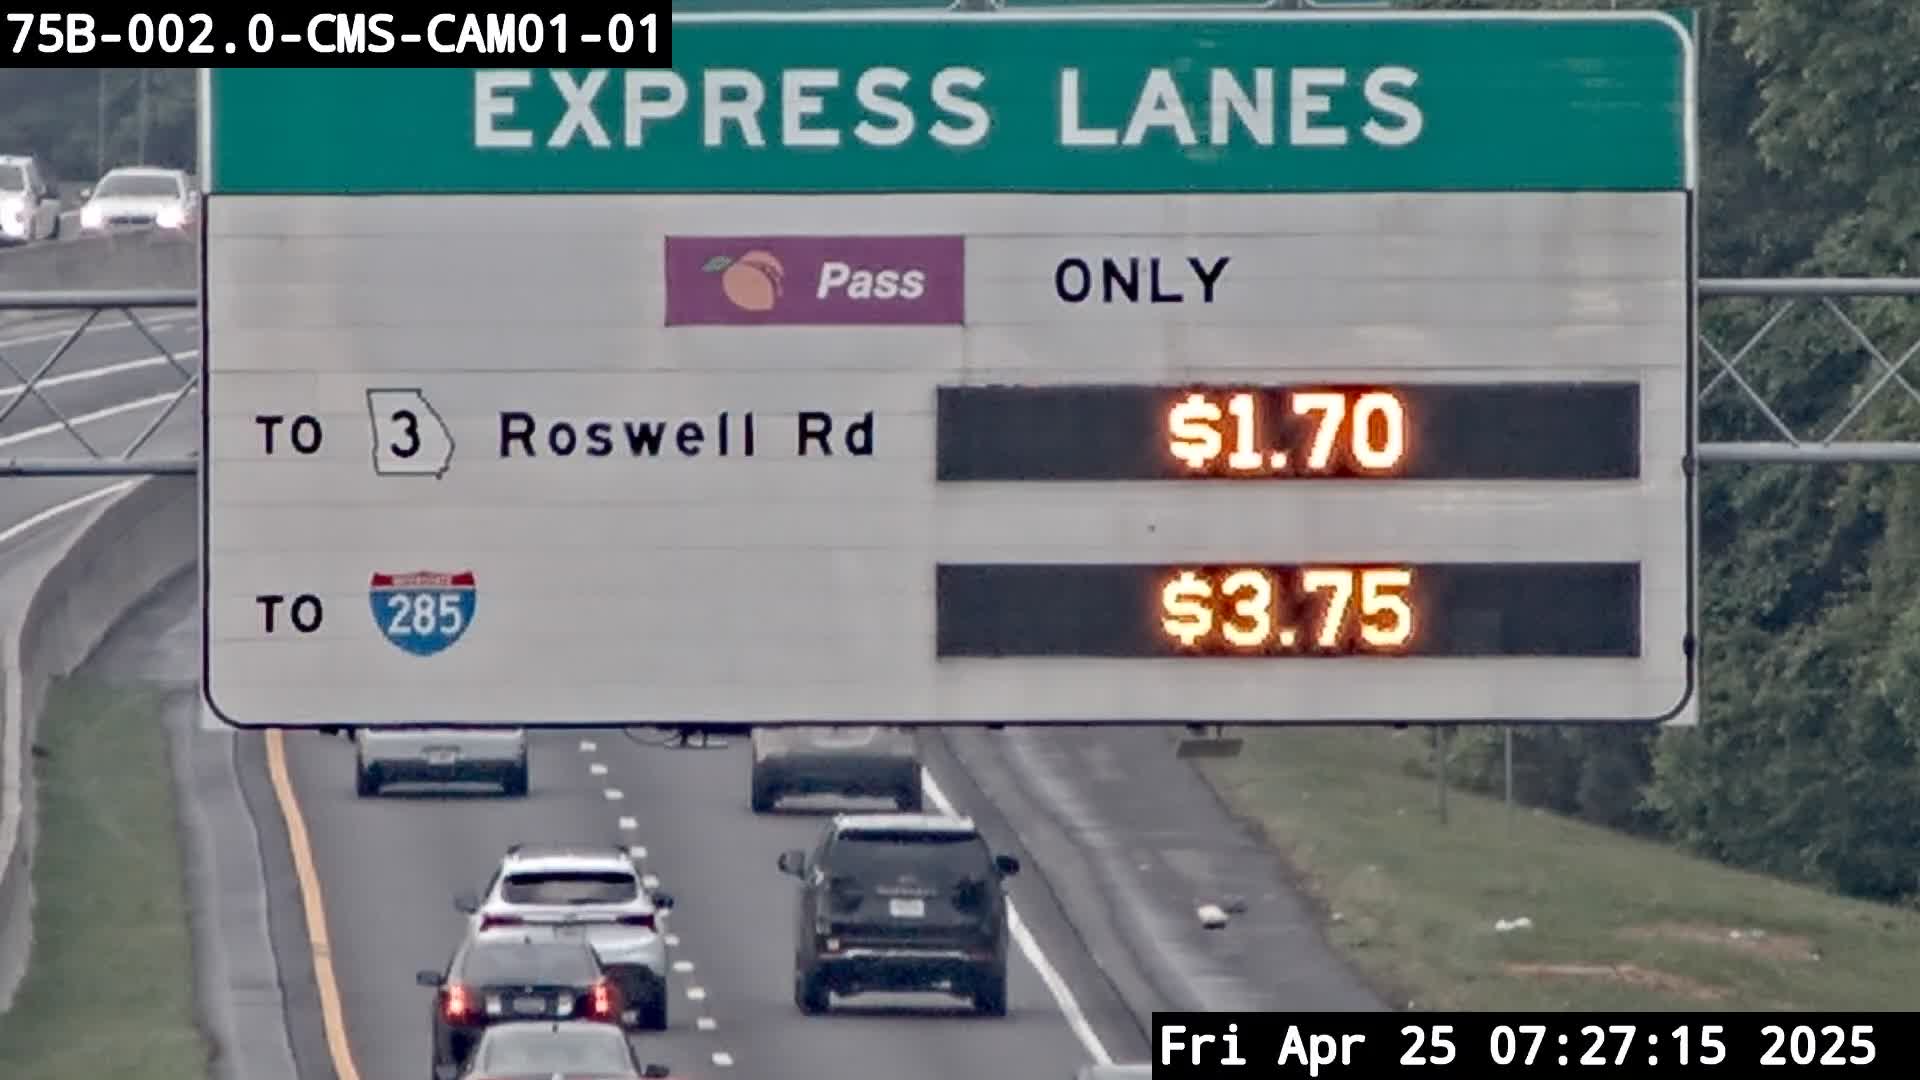 75B-002.0-CMS-CAM01-01
EXPRESS LANES
Pass ONLY
TO 3 Roswell Rd $1.70
INTERSTATE
TO 285 $3.75
Fri Apr 25 07:27:15 2025